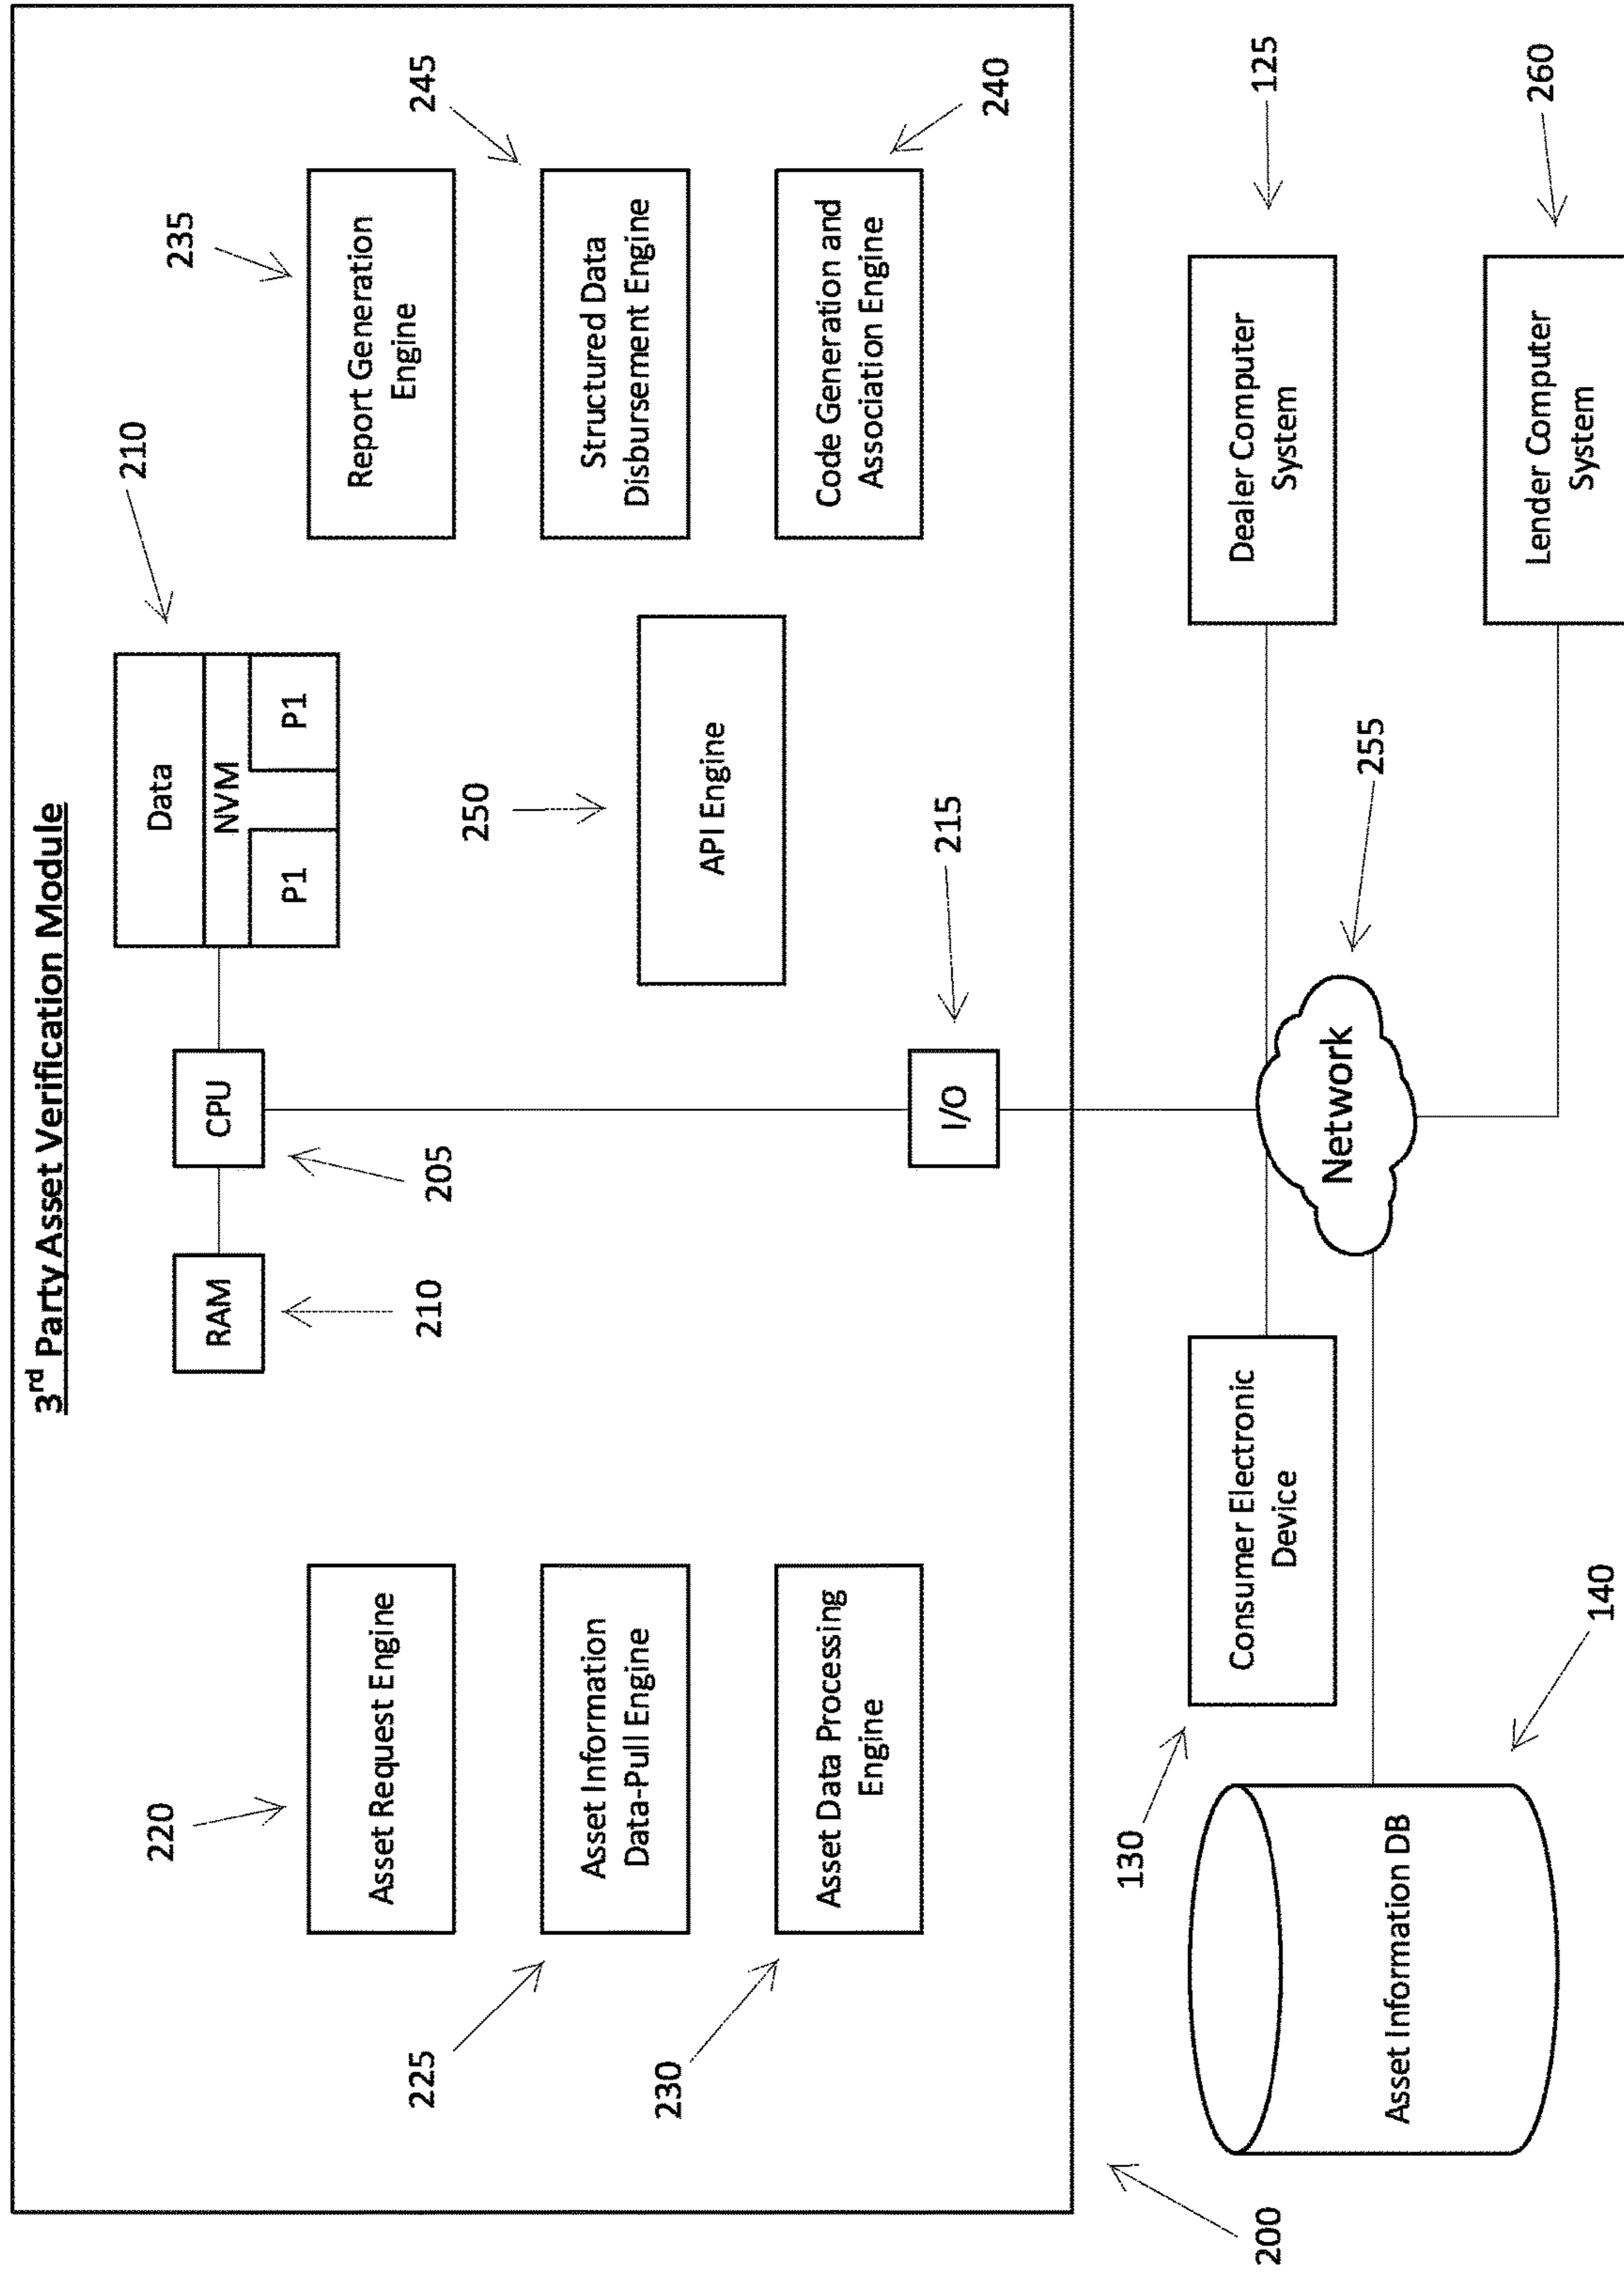 3rd Party Asset Verification Module
210
Data
NVM
P1
P1
RAM
CPU
210
205
220
235
Asset Request Engine
Report Generation
Engine
250
245
225
Asset Information
Data-Pull Engine
API Engine
Structured Data
Disbursement Engine
230
Asset Data Processing
Engine
215
I/O
Code Generation and
Association Engine
240
200
130
Consumer Electronic
Device
Dealer Computer
System
125
Network
255
Asset Information DB
140
Lender Computer
System
260